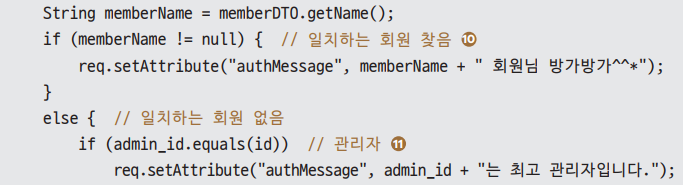 String memberName = memberDTO.getName();
if (memberName != null) {  // 일치하는 회원 찾음 ❿
req.setAttribute("authMessage", memberName + " 회원님 방가방가^^*");
}
else {  // 일치하는 회원 없음
if (admin_id.equals(id))  // 관리자 ⓫
req.setAttribute("authMessage", admin_id + "는 최고 관리자입니다.");